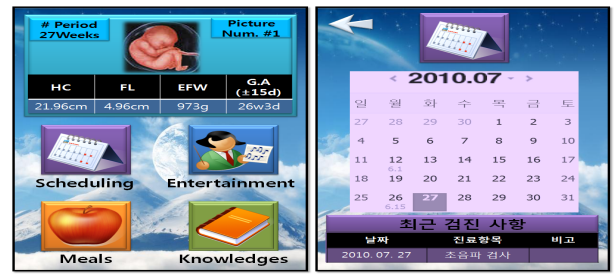 # Period
27Weeks
Picture
Num. #1
HC FL EFW G.A
(±15d)
21.96cm 4.96cm 973g 26w3d
Scheduling Entertainment
Meals Knowledges
< 2010.07 >
일 월 화 수 목 금 토
27 28 29 30 1 2 3
4 5 6 7 8 9 10
11 12 13 14 15 16 17
6.1
18 19 20 21 22 23 24
25 26 27 28 29 30 31
6.15
최근 검진 사항
날짜 진료항목 비고
2010. 07. 27 초음파 검사